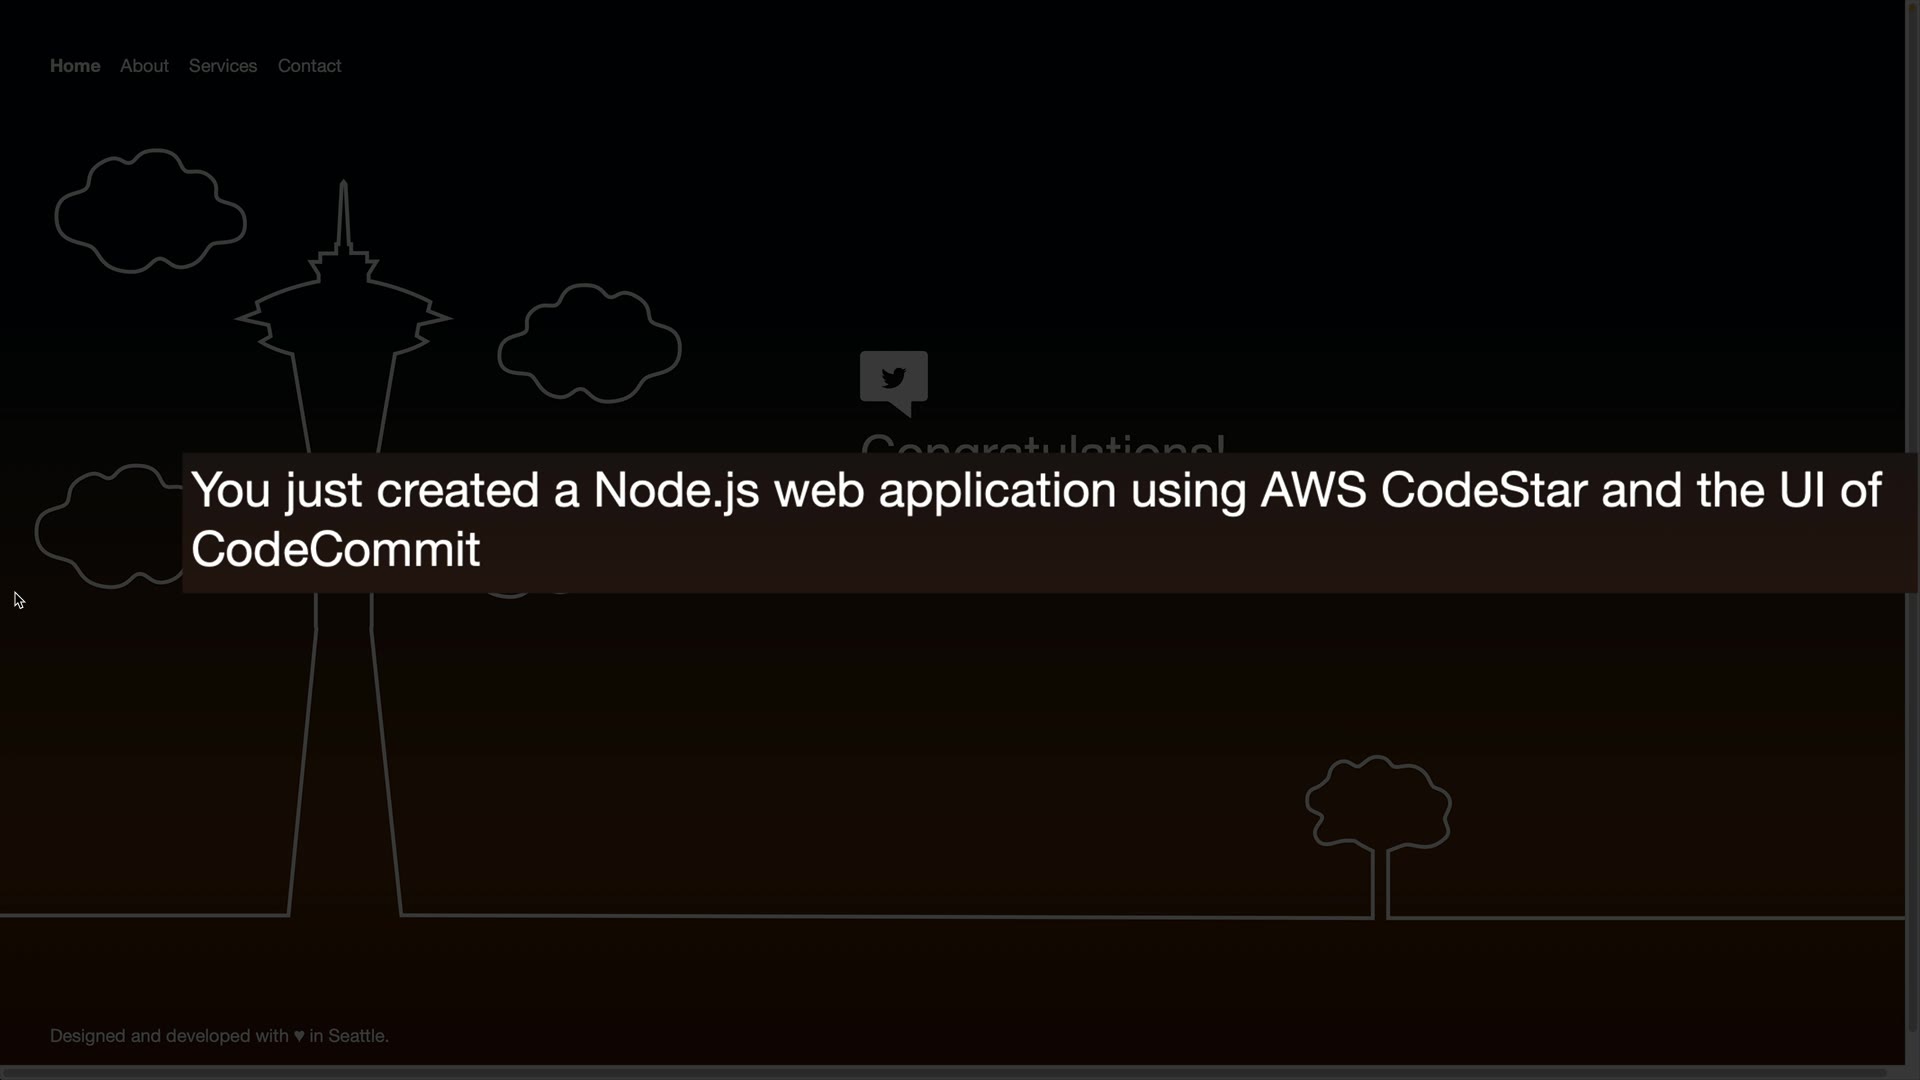 Home About Services Contact
Congratulations!
You just created a Node.js web application using AWS CodeStar and the UI of
CodeCommit
Designed and developed with ♥ in Seattle.